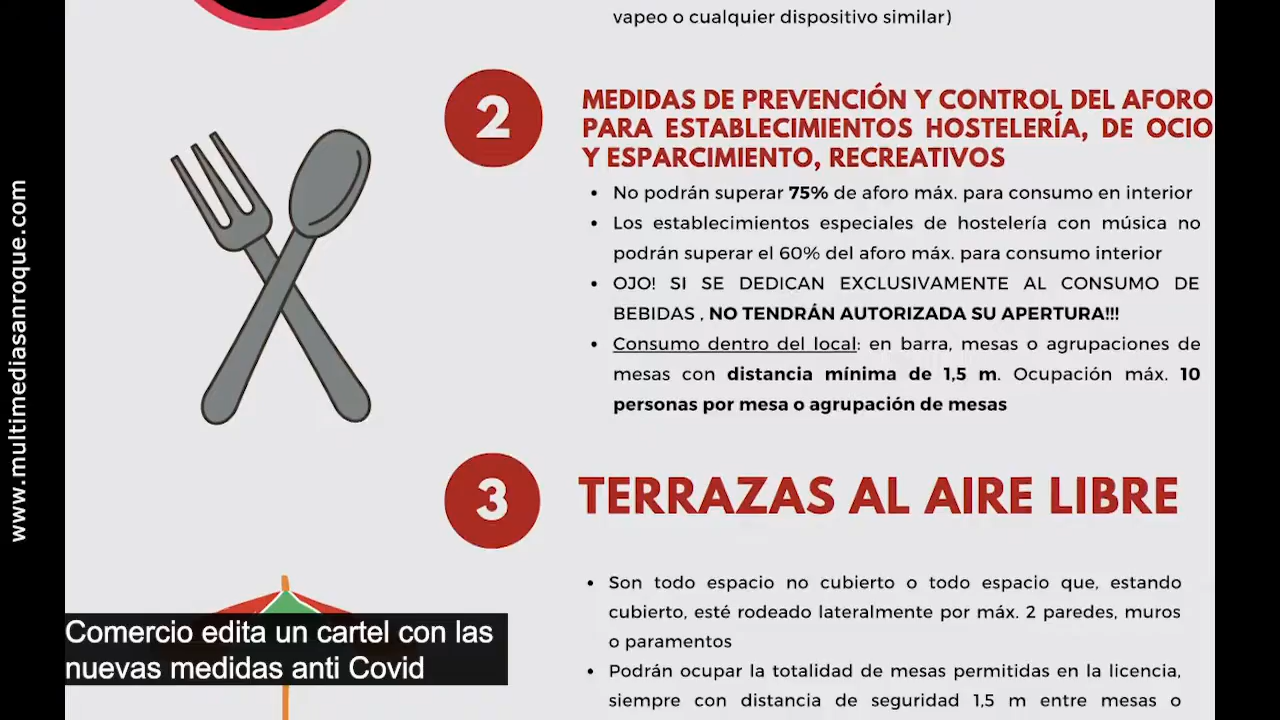 vapeo o cualquier dispositivo similar)
2
MEDIDAS DE PREVENCIÓN Y CONTROL DEL AFORO
PARA ESTABLECIMIENTOS HOSTELERÍA, DE OCIO
Y ESPARCIMIENTO, RECREATIVOS
• No podrán superar 75% de aforo máx. para consumo en interior
• Los establecimientos especiales de hostelería con música no
podrán superar el 60% del aforo máx. para consumo interior
• OJO! SI SE DEDICAN EXCLUSIVAMENTE AL CONSUMO DE
BEBIDAS , NO TENDRÁN AUTORIZADA SU APERTURA!!!
• Consumo dentro del local: en barra, mesas o agrupaciones de
mesas con distancia mínima de 1,5 m. Ocupación máx. 10
personas por mesa o agrupación de mesas
3
TERRAZAS AL AIRE LIBRE
• Son todo espacio no cubierto o todo espacio que, estando
cubierto, esté rodeado lateralmente por máx. 2 paredes, muros
o paramentos
• Podrán ocupar la totalidad de mesas permitidas en la licencia,
siempre con distancia de seguridad 1,5 m entre mesas o
Comercio edita un cartel con las
nuevas medidas anti Covid
www.multimediasanroque.com